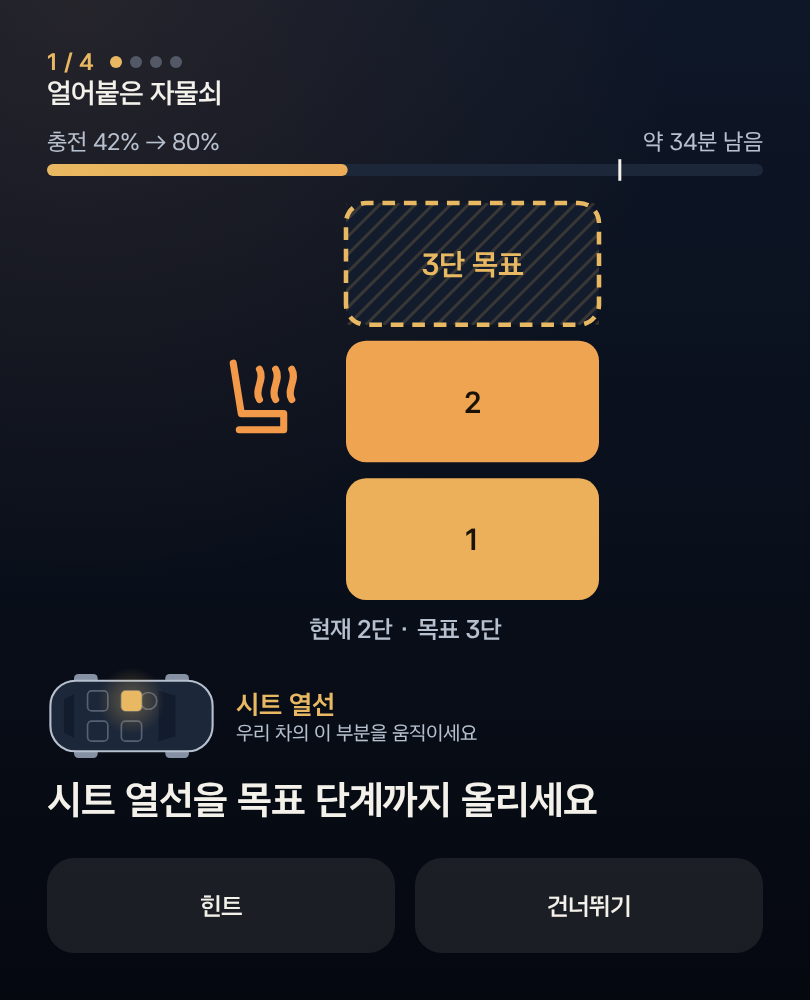 1 / 4
얼어붙은 자물쇠
충전 42% → 80%
약 34분 남음
3단 목표
2
1
현재 2단 · 목표 3단
시트 열선
우리 차의 이 부분을 움직이세요
시트 열선을 목표 단계까지 올리세요
힌트
건너뛰기